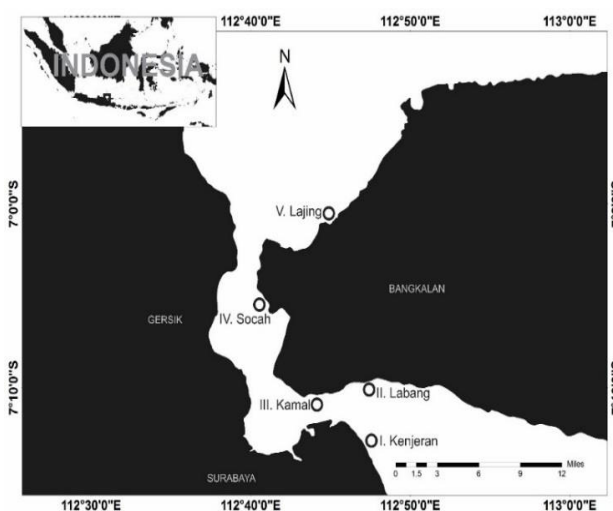 112°40'0"E 112°50'0"E 113°0'0"E
INDONESIA
N
7°0'0"S
V. Lajing
BANGKALAN
GERSIK
IV. Socah
7°10'0"S
II. Labang
III. Kamal
I. Kenjeran
Miles
0 1.5 3 6 9 12
SURABAYA
112°30'0"E 112°40'0"E 112°50'0"E 113°0'0"E